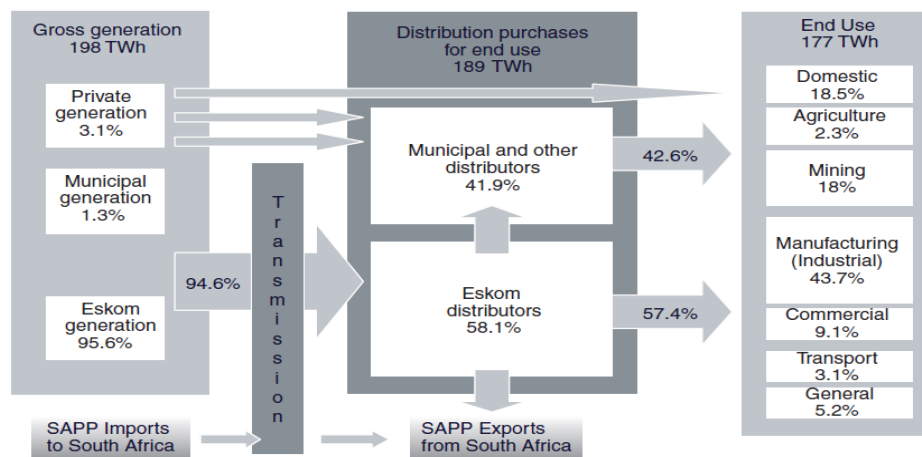 Gross generation
198 TWh
Private
generation
3.1%
Municipal
generation
1.3%
Eskom
generation
95.6%
SAPP Imports
to South Africa
94.6%
Transmission
Distribution purchases
for end use
189 TWh
Municipal and other
distributors
41.9%
Eskom
distributors
58.1%
SAPP Exports
from South Africa
42.6%
57.4%
End Use
177 TWh
Domestic
18.5%
Agriculture
2.3%
Mining
18%
Manufacturing
(Industrial)
43.7%
Commercial
9.1%
Transport
3.1%
General
5.2%